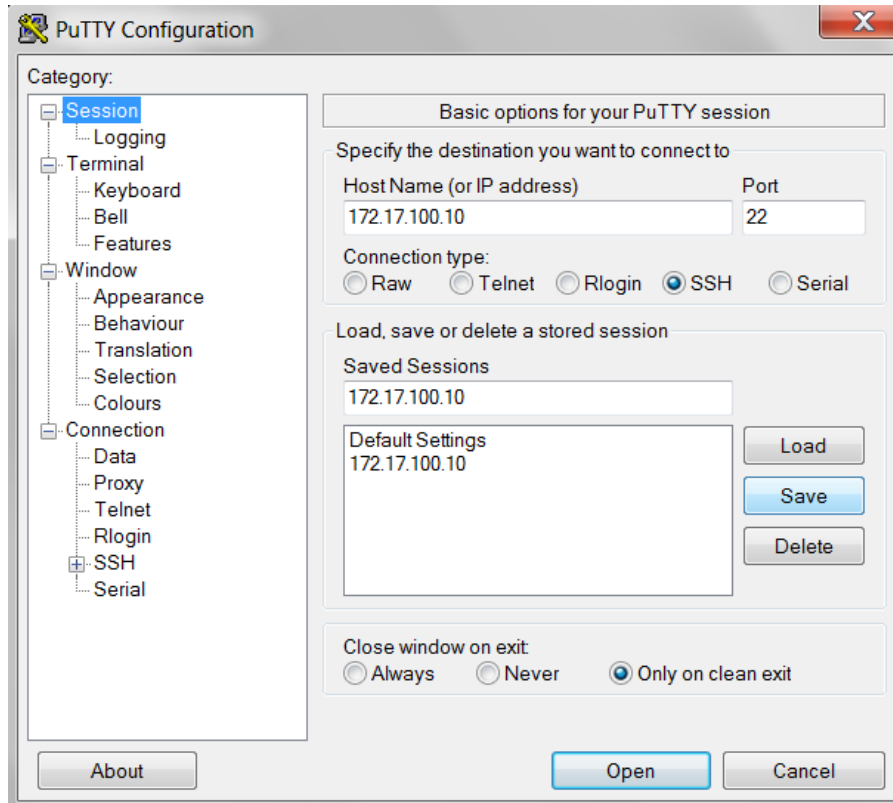 PuTTY Configuration
Category:
Session
Logging
Terminal
Keyboard
Bell
Features
Window
Appearance
Behaviour
Translation
Selection
Colours
Connection
Data
Proxy
Telnet
Rlogin
SSH
Serial
Basic options for your PuTTY session
Specify the destination you want to connect to
Host Name (or IP address) Port
172.17.100.10 22
Connection type:
Raw Telnet Rlogin SSH Serial
Load, save or delete a stored session
Saved Sessions
172.17.100.10
Default Settings
172.17.100.10
Load
Save
Delete
Close window on exit:
Always Never Only on clean exit
About Open Cancel